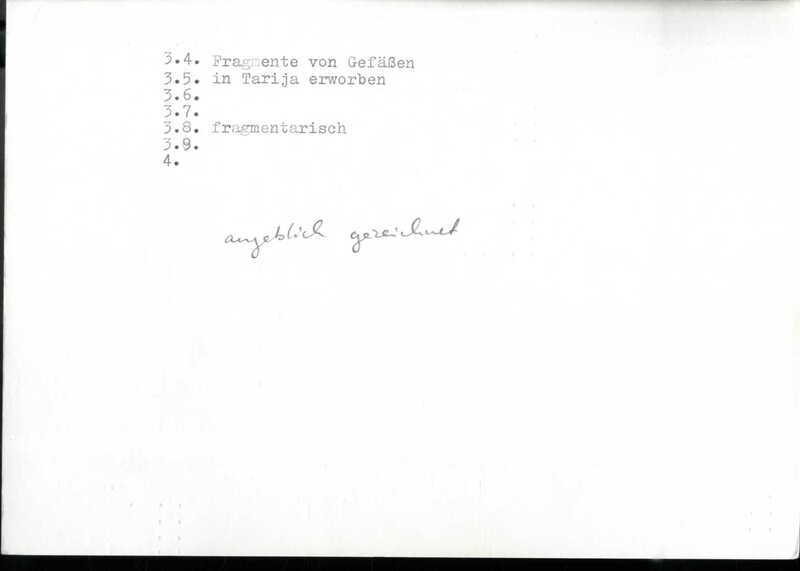 3.4. Fragmente von Gefäßen
3.5. in Tarija erworben
3.6.
3.7.
3.8. fragmentarisch
3.9.
4.
angeblich gezeichnet